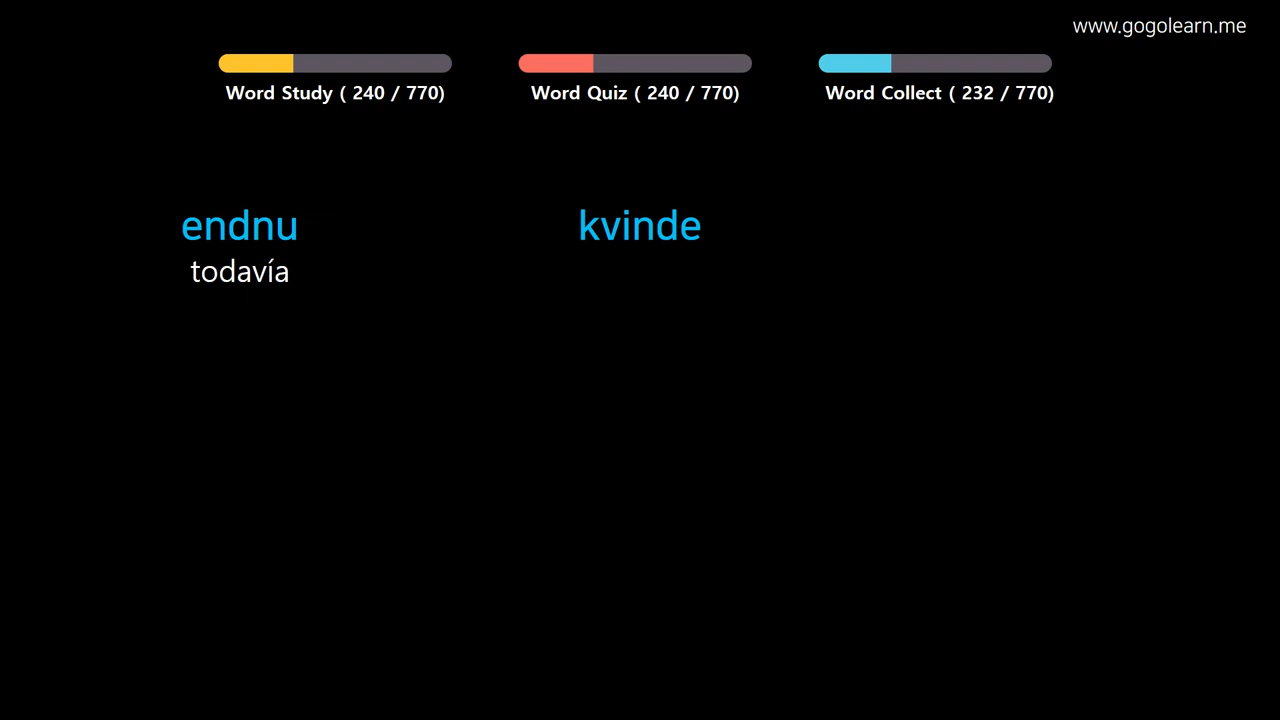 www.gogolearn.me
Word Study ( 240 / 770)
Word Quiz ( 240 / 770)
Word Collect ( 232 / 770)
endnu
todavía
kvinde